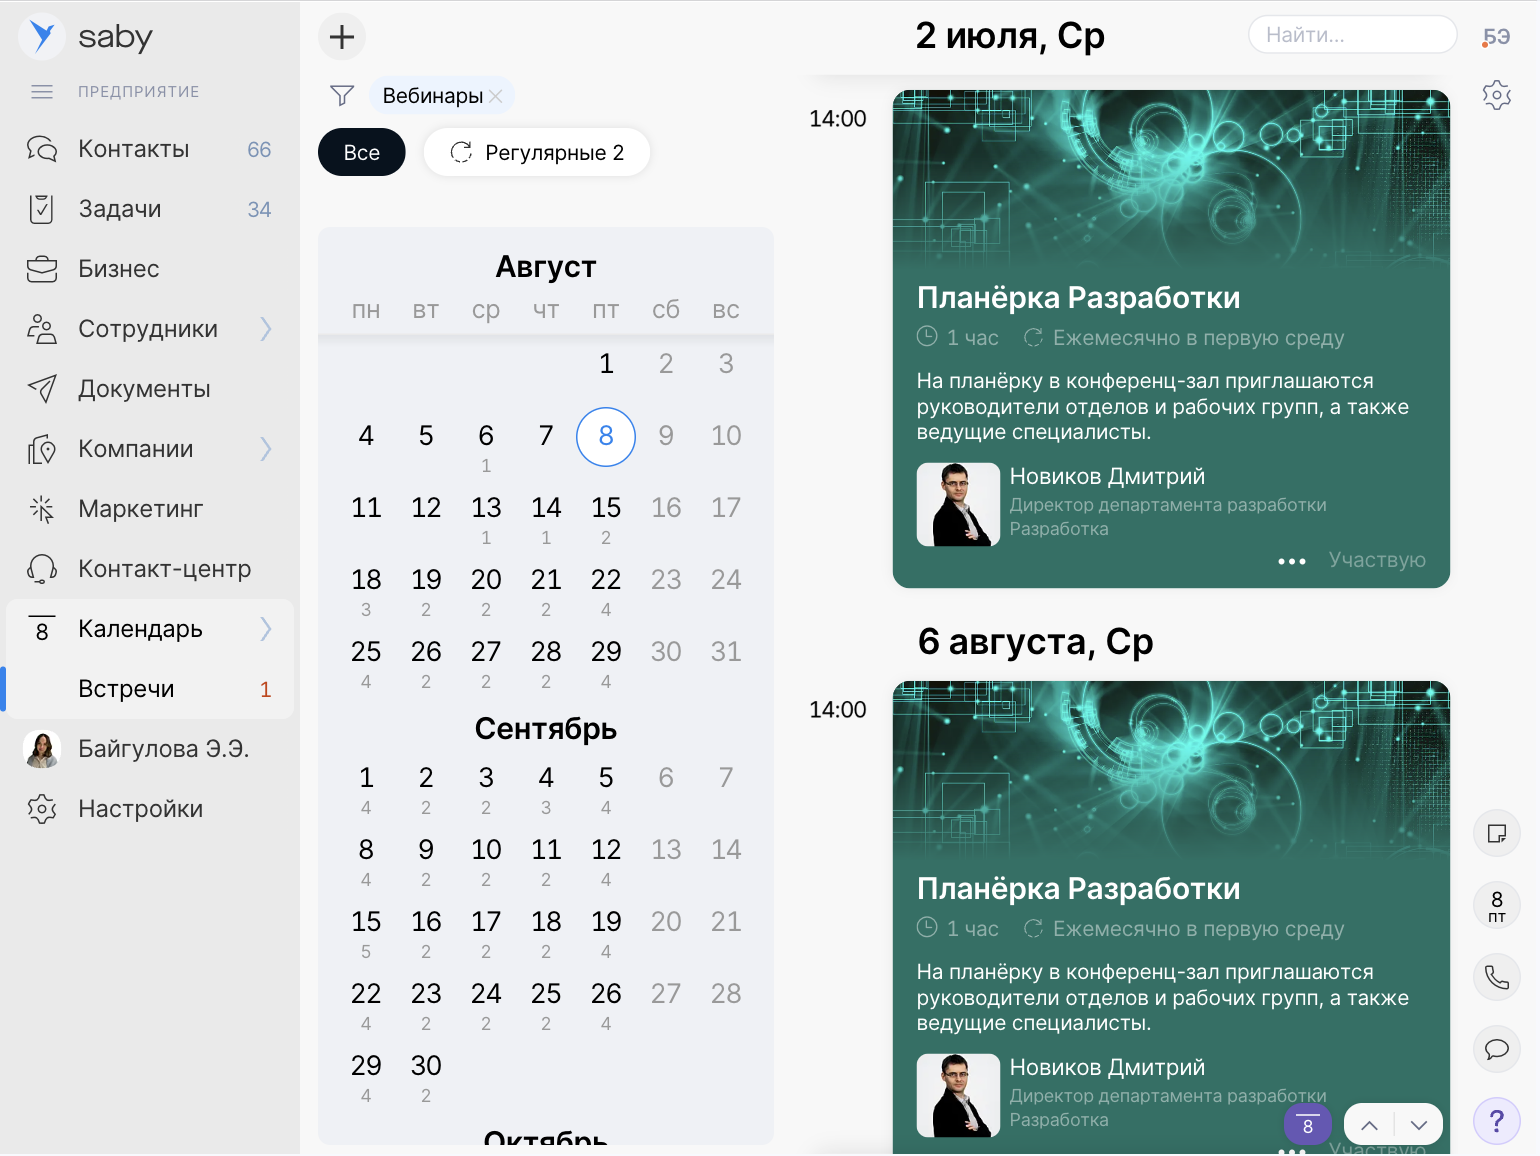 saby
ПРЕДПРИЯТИЕ
Контакты 66
Задачи 34
Бизнес
Сотрудники
Документы
Компании
Маркетинг
Контакт-центр
8 Календарь
Встречи 1
Байгулова Э.Э.
Настройки
Вебинары
Все
Регулярные 2
Август
пн вт ср чт пт сб вс
1 2 3
4 5 6 7 8 9 10
1
11 12 13 14 15 16 17
1 1 2
18 19 20 21 22 23 24
3 2 2 2 4
25 26 27 28 29 30 31
4 2 2 2 4
Сентябрь
1 2 3 4 5 6 7
4 2 2 3 4
8 9 10 11 12 13 14
4 2 2 2 4
15 16 17 18 19 20 21
5 2 2 2 4
22 23 24 25 26 27 28
4 2 2 2 4
29 30
4 2
Октябрь
2 июля, Ср
Найти...
БЭ
14:00
Планёрка Разработки
1 час Ежемесячно в первую среду
На планёрку в конференц-зал приглашаются
руководители отделов и рабочих групп, а также
ведущие специалисты.
Новиков Дмитрий
Директор департамента разработки
Разработка
Участвую
6 августа, Ср
14:00
Планёрка Разработки
1 час Ежемесячно в первую среду
На планёрку в конференц-зал приглашаются
руководители отделов и рабочих групп, а также
ведущие специалисты.
Новиков Дмитрий
Директор департамента разработки
Разработка
Участвую
8
8
пт
?